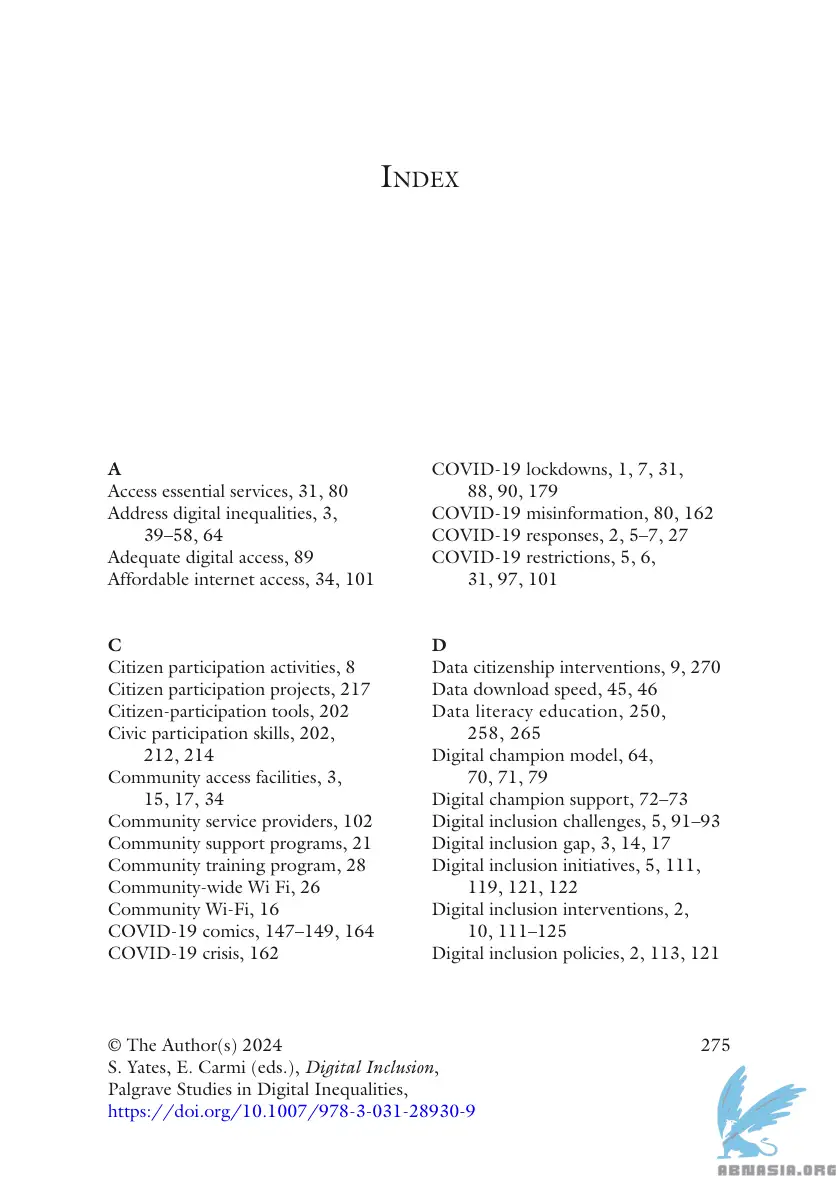 INDEX
A
Access essential services, 31, 80
Address digital inequalities, 3,
39–58, 64
Adequate digital access, 89
Affordable internet access, 34, 101
C
Citizen participation activities, 8
Citizen participation projects, 217
Citizen-participation tools, 202
Civic participation skills, 202,
212, 214
Community access facilities, 3,
15, 17, 34
Community service providers, 102
Community support programs, 21
Community training program, 28
Community-wide Wi Fi, 26
Community Wi-Fi, 16
COVID-19 comics, 147–149, 164
COVID-19 crisis, 162
COVID-19 lockdowns, 1, 7, 31,
88, 90, 179
COVID-19 misinformation, 80, 162
COVID-19 responses, 2, 5–7, 27
COVID-19 restrictions, 5, 6,
31, 97, 101
D
Data citizenship interventions, 9, 270
Data download speed, 45, 46
Data literacy education, 250,
258, 265
Digital champion model, 64,
70, 71, 79
Digital champion support, 72–73
Digital inclusion challenges, 5, 91–93
Digital inclusion gap, 3, 14, 17
Digital inclusion initiatives, 5, 111,
119, 121, 122
Digital inclusion interventions, 2,
10, 111–125
Digital inclusion policies, 2, 113, 121
© The Author(s) 2024
S. Yates, E. Carmi (eds.), Digital Inclusion,
Palgrave Studies in Digital Inequalities,
https://doi.org/10.1007/978-3-031-28930-9
275
ABNASIA.ORG